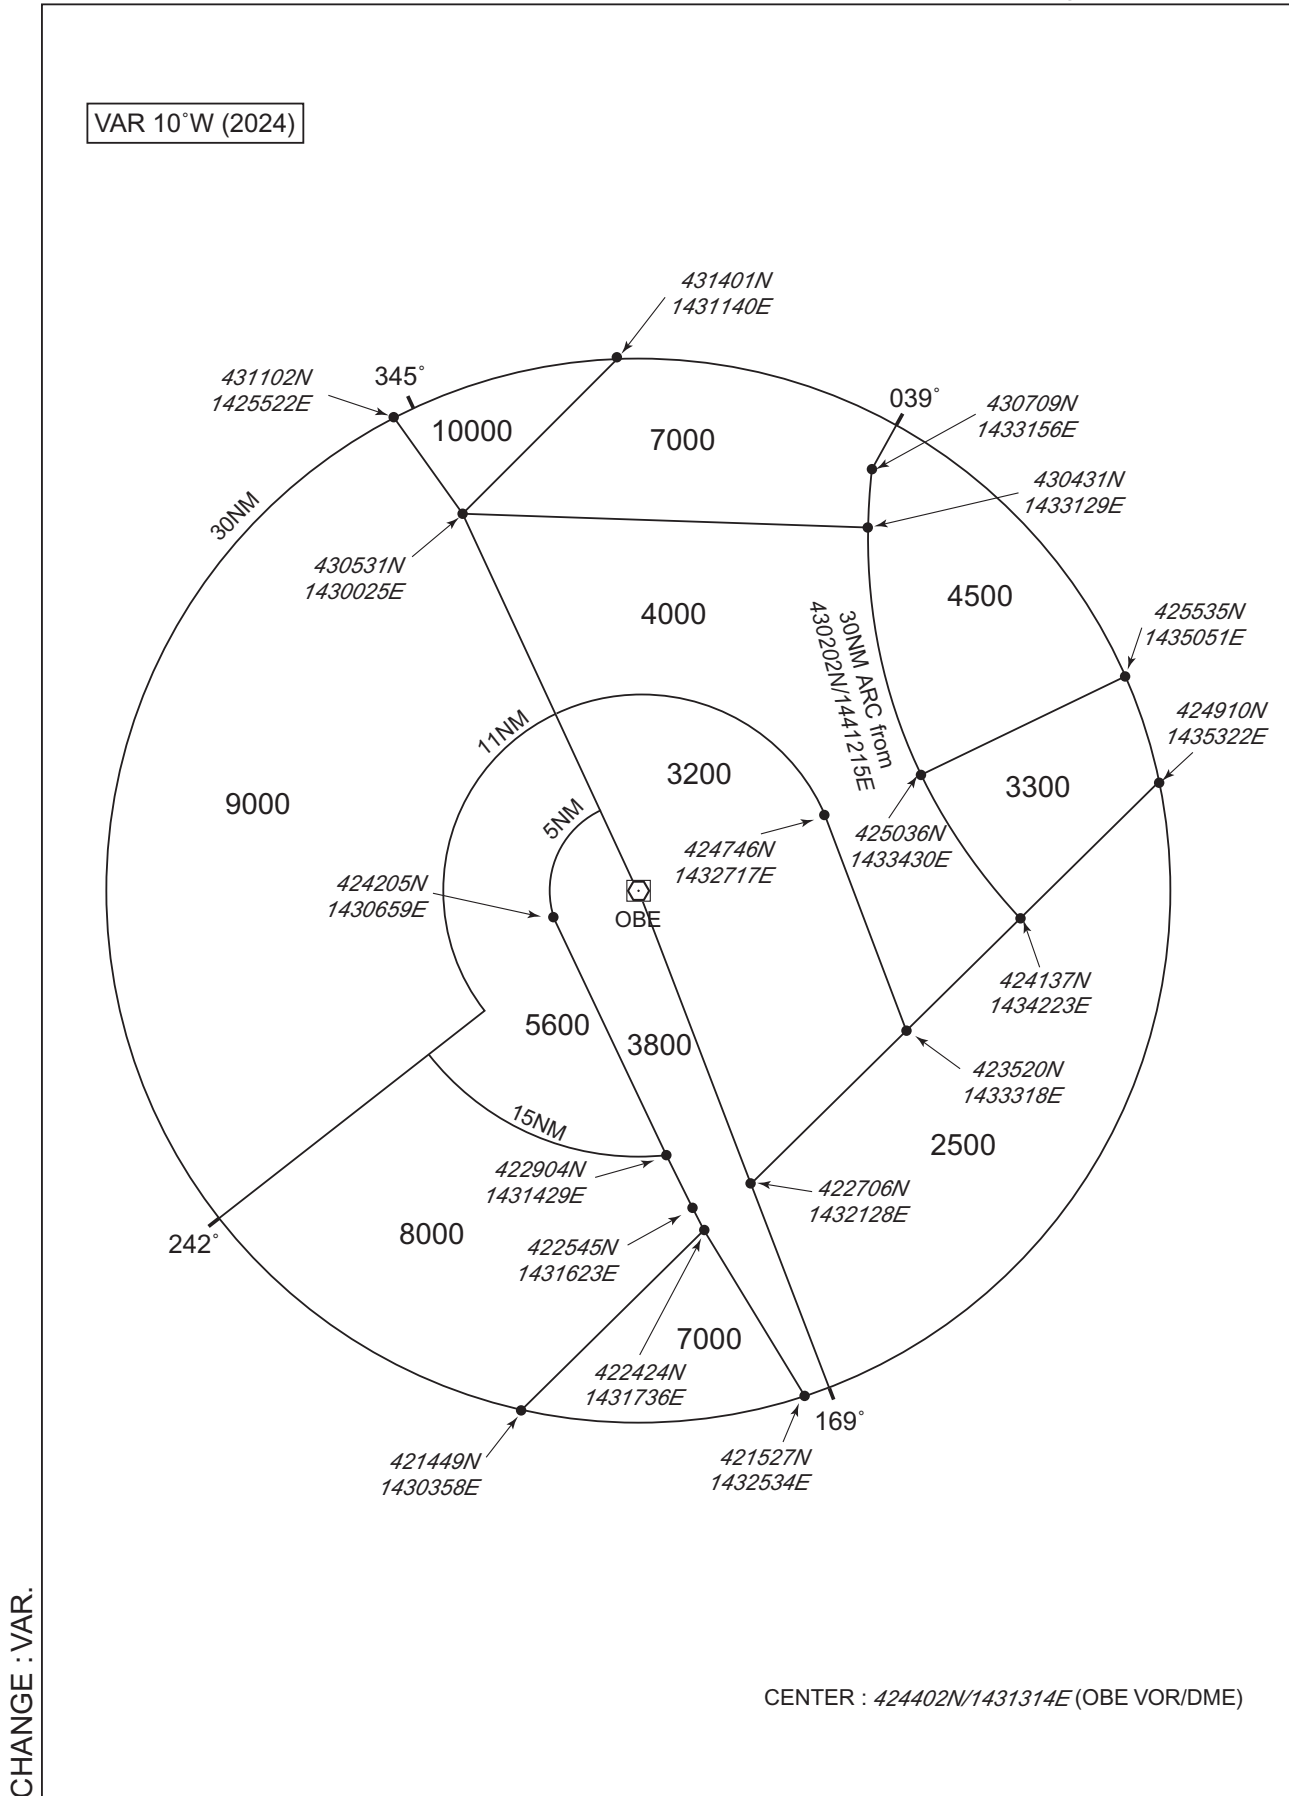 VAR 10˚W (2024)
431401N
1431140E
431102N
1425522E
345˚
10000
7000
039˚
430709N
1433156E
430431N
1433129E
30NM
430531N
1430025E
4000
4500
30NM ARC from
430202N/1441215E
425535N
1435051E
424910N
1435322E
11NM
3200
9000
5NM
3300
425036N
1433430E
424746N
1432717E
424205N
1430659E
OBE
424137N
1434223E
5600
3800
423520N
1433318E
15NM
2500
422904N
1431429E
422706N
1432128E
242˚
8000
422545N
1431623E
7000
422424N
1431736E
169˚
421449N
1430358E
421527N
1432534E
CHANGE : VAR.
CENTER : 424402N/1431314E (OBE VOR/DME)